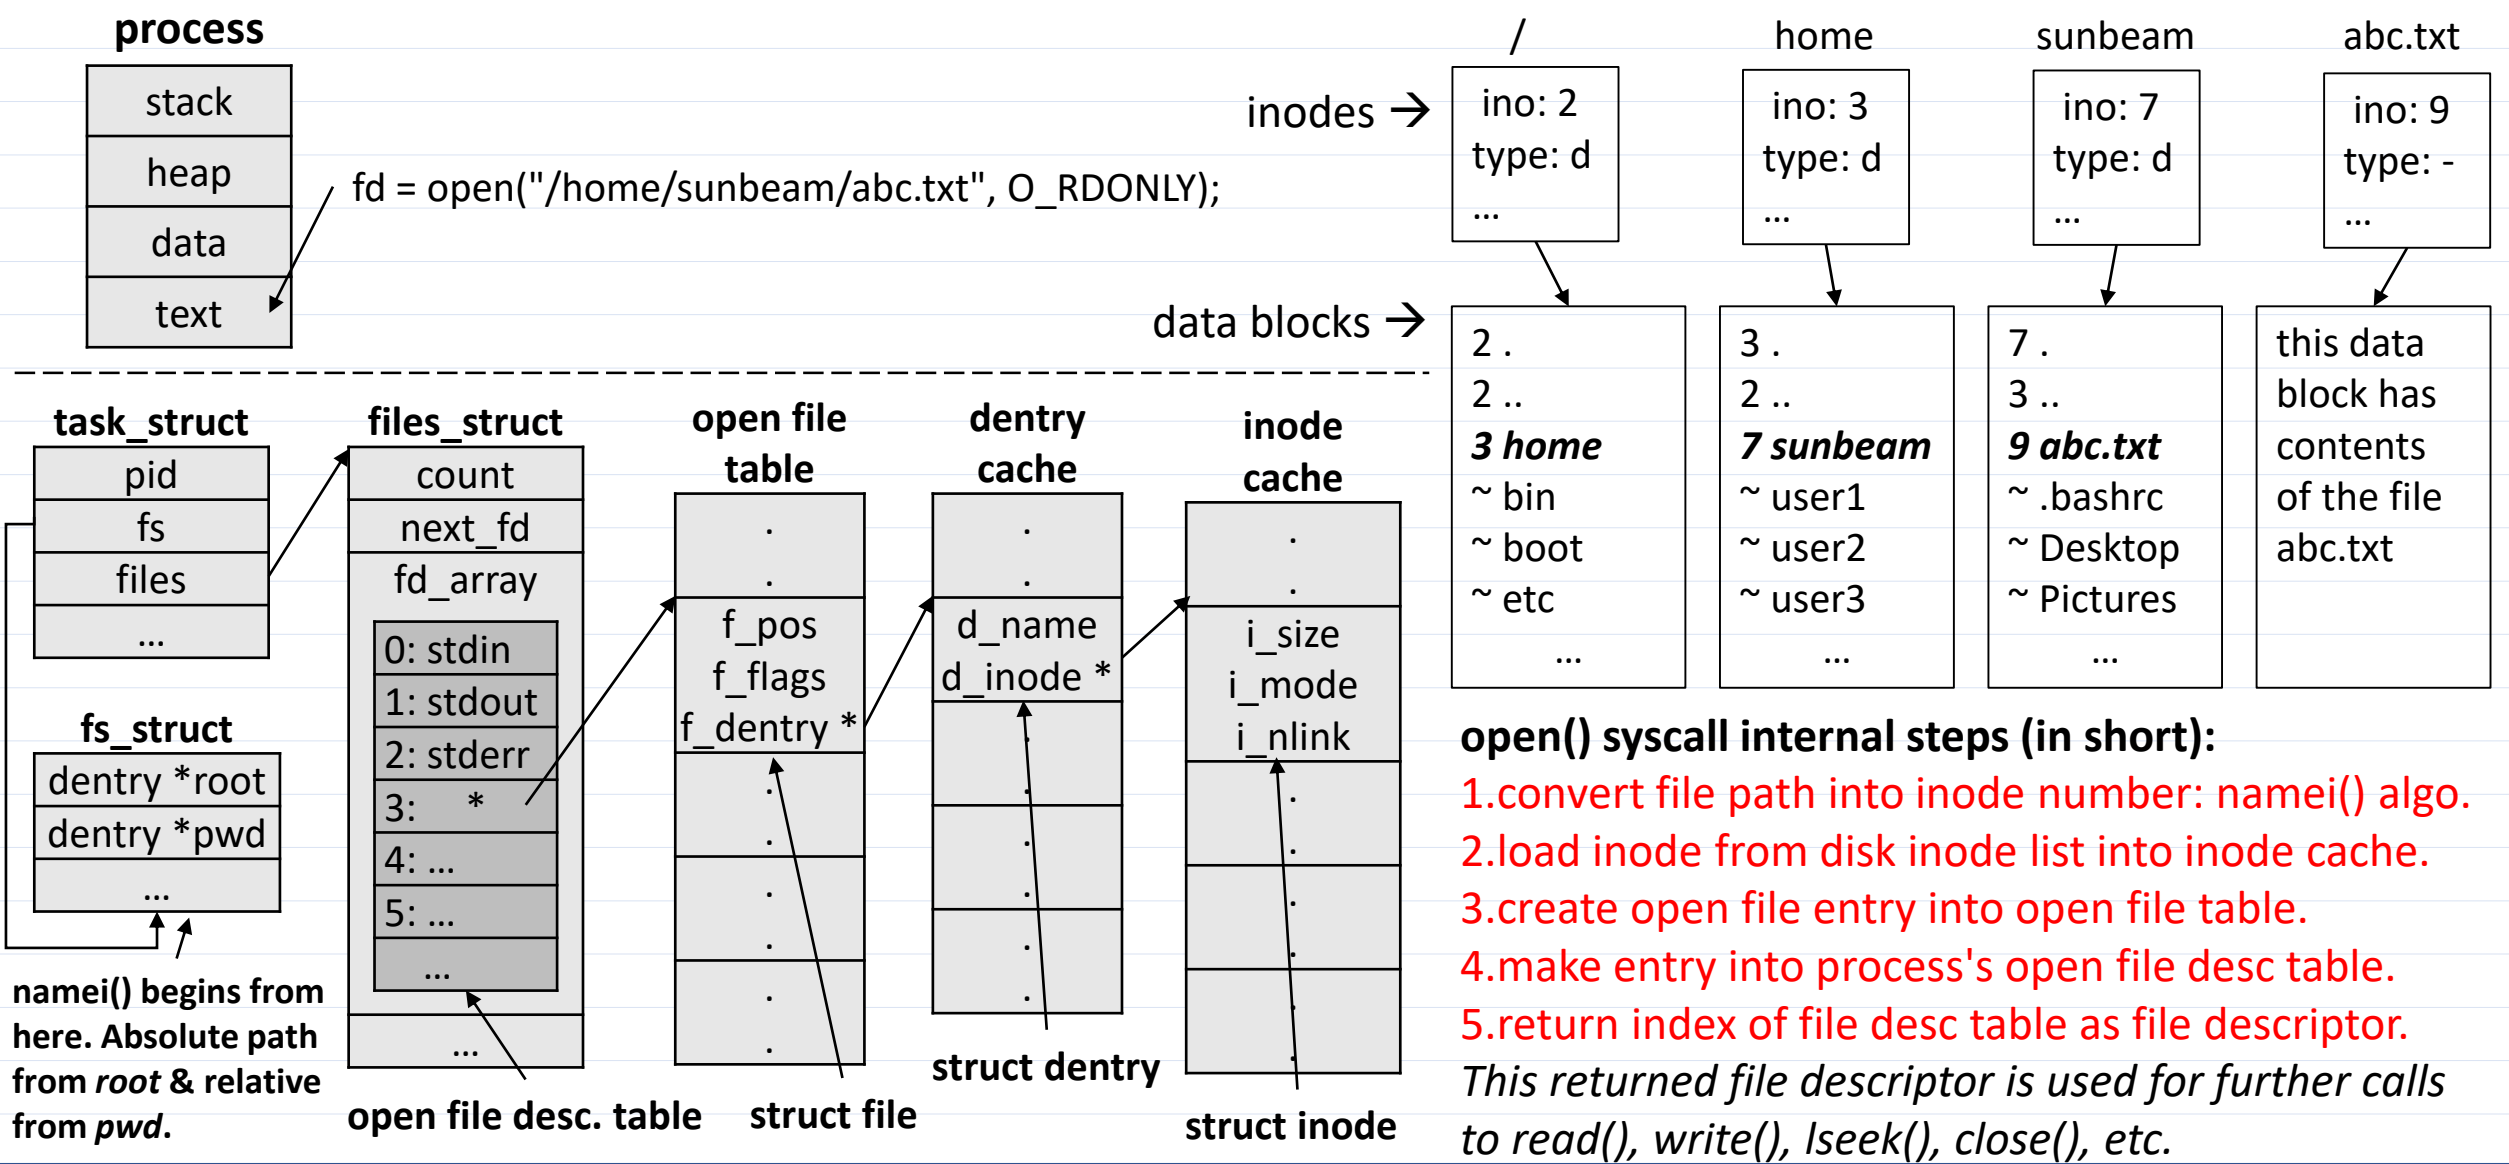 process
stack
heap
data
text
fd = open("/home/sunbeam/abc.txt", O_RDONLY);
inodes →
/
ino: 2
type: d
...
home
ino: 3
type: d
...
sunbeam
ino: 7
type: d
...
abc.txt
ino: 9
type: -
...
data blocks →
2 .
2 ..
3 home
~ bin
~ boot
~ etc
...
3 .
2 ..
7 sunbeam
~ user1
~ user2
~ user3
...
7 .
3 ..
9 abc.txt
~ .bashrc
~ Desktop
~ Pictures
...
this data
block has
contents
of the file
abc.txt
task_struct
pid
fs
files
...
fs_struct
dentry *root
dentry *pwd
...
namei() begins from
here. Absolute path
from root & relative
from pwd.
files_struct
count
next_fd
fd_array
0: stdin
1: stdout
2: stderr
3: *
4: ...
5: ...
...
...
open file desc. table
open file
table
.
.
f_pos
f_flags
f_dentry *
.
.
.
.
.
.
struct file
dentry
cache
.
.
d_name
d_inode *
.
.
.
.
.
.
struct dentry
inode
cache
.
.
i_size
i_mode
i_nlink
.
.
.
.
.
.
struct inode
open() syscall internal steps (in short):
1.convert file path into inode number: namei() algo.
2.load inode from disk inode list into inode cache.
3.create open file entry into open file table.
4.make entry into process's open file desc table.
5.return index of file desc table as file descriptor.
This returned file descriptor is used for further calls
to read(), write(), lseek(), close(), etc.